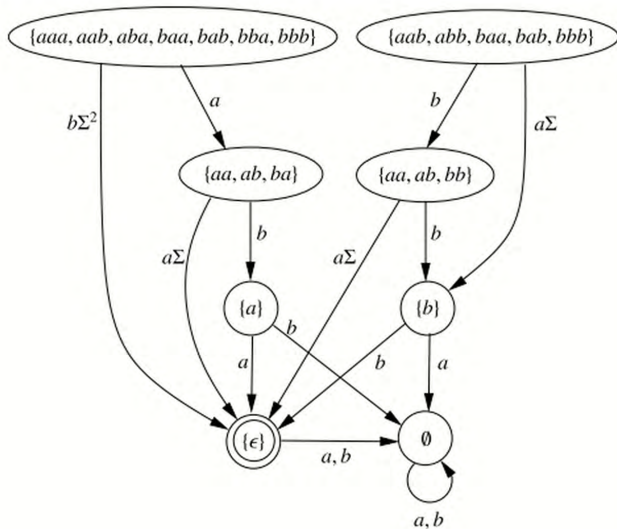 {aaa, aab, aba, baa, bab, bba, bbb} {aab, abb, baa, bab, bbb}
bΣ² a b aΣ
{aa, ab, ba} {aa, ab, bb}
aΣ b aΣ b
{a} {b}
b
a b a
{ϵ} ∅
a, b
a, b